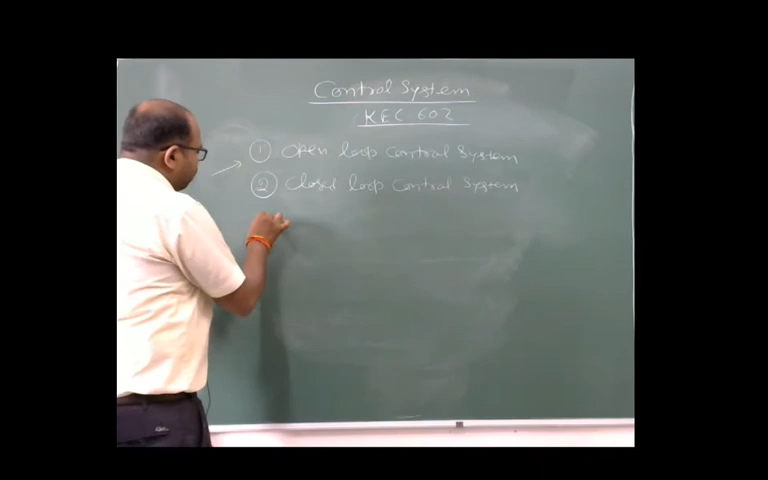 Control System
KEC 602
1 Open loop Control System
2 Closed loop Control System